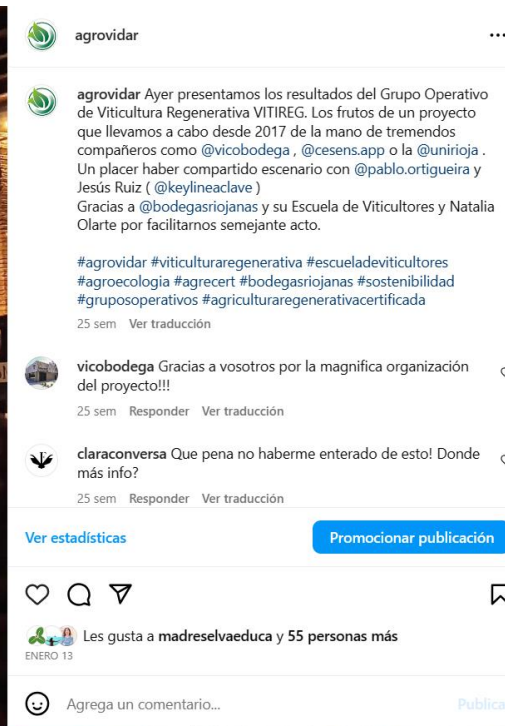 agrovidar
agrovidar Ayer presentamos los resultados del Grupo Operativo
de Viticultura Regenerativa VITIREG. Los frutos de un proyecto
que llevamos a cabo desde 2017 de la mano de tremendos
compañeros como @vicobodega , @cesens.app o la @unirioja .
Un placer haber compartido escenario con @pablo.ortigueira y
Jesús Ruiz ( @keylineaclave )
Gracias a @bodegasriojanas y su Escuela de Viticultores y Natalia
Olarte por facilitarnos semejante acto.
#agrovidar #viticulturaregenerativa #escueladeviticultores
#agroecologia #agrecert #bodegasriojanas #sostenibilidad
#gruposoperativos #agriculturaregenerativacertificada
25 sem Ver traducción
vicobodega Gracias a vosotros por la magnifica organización
del proyecto!!!
25 sem Responder Ver traducción
claraconversa Que pena no haberme enterado de esto! Donde
más info?
25 sem Responder Ver traducción
Ver estadísticas Promocionar publicación
Les gusta a madreselvaeduca y 55 personas más
ENERO 13
Agrega un comentario... Publica